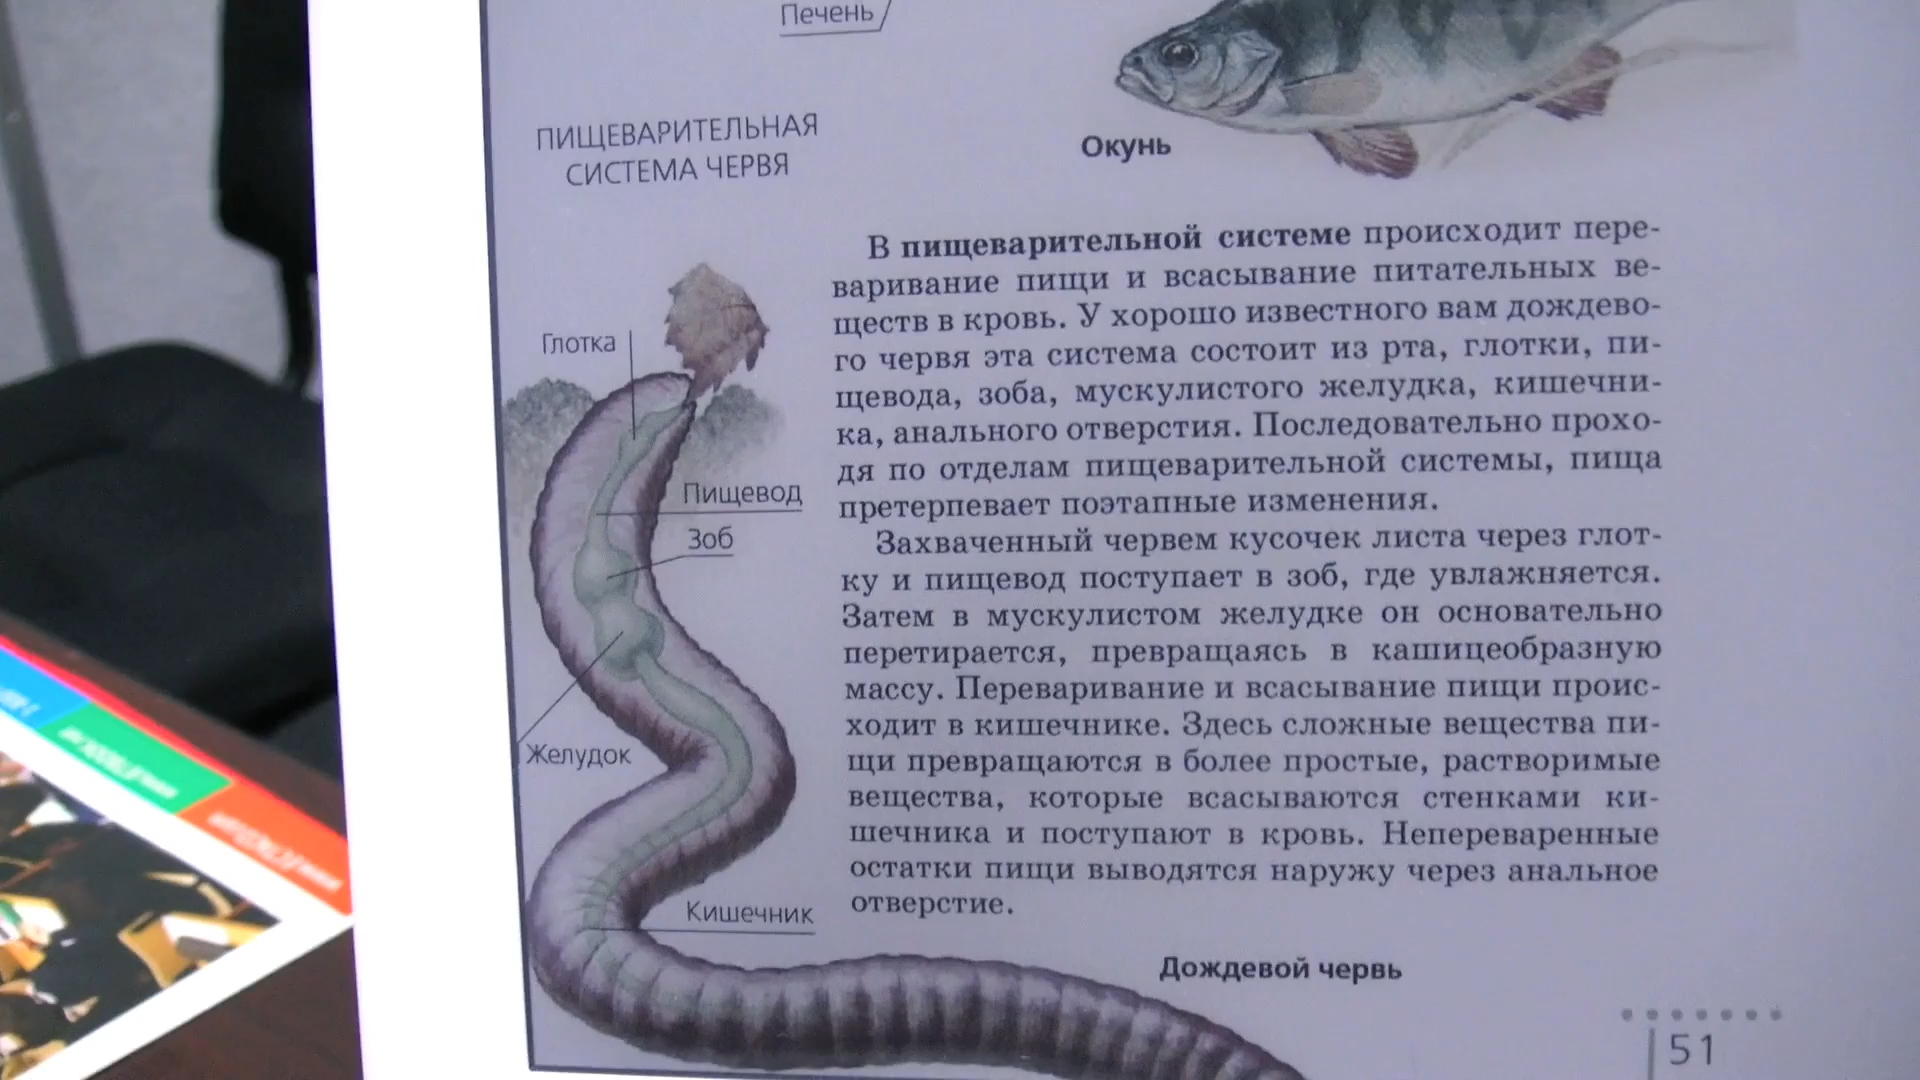 Печень
Окунь
ПИЩЕВАРИТЕЛЬНАЯ
СИСТЕМА ЧЕРВЯ
Глотка
Пищевод
Зоб
Желудок
Кишечник
В пищеварительной системе происходит пере-
варивание пищи и всасывание питательных ве-
ществ в кровь. У хорошо известного вам дождево-
го червя эта система состоит из рта, глотки, пи-
щевода, зоба, мускулистого желудка, кишечни-
ка, анального отверстия. Последовательно прохо-
дя по отделам пищеварительной системы, пища
претерпевает поэтапные изменения.
Захваченный червем кусочек листа через глот-
ку и пищевод поступает в зоб, где увлажняется.
Затем в мускулистом желудке он основательно
перетирается, превращаясь в кашицеобразную
массу. Переваривание и всасывание пищи проис-
ходит в кишечнике. Здесь сложные вещества пи-
щи превращаются в более простые, растворимые
вещества, которые всасываются стенками ки-
шечника и поступают в кровь. Непереваренные
остатки пищи выводятся наружу через анальное
отверстие.
Дождевой червь
51